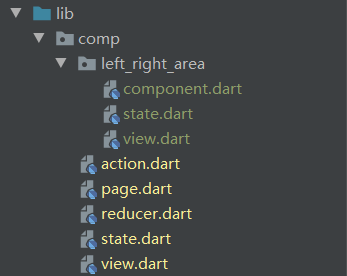 lib
comp
left_right_area
component.dart
state.dart
view.dart
action.dart
page.dart
reducer.dart
state.dart
view.dart